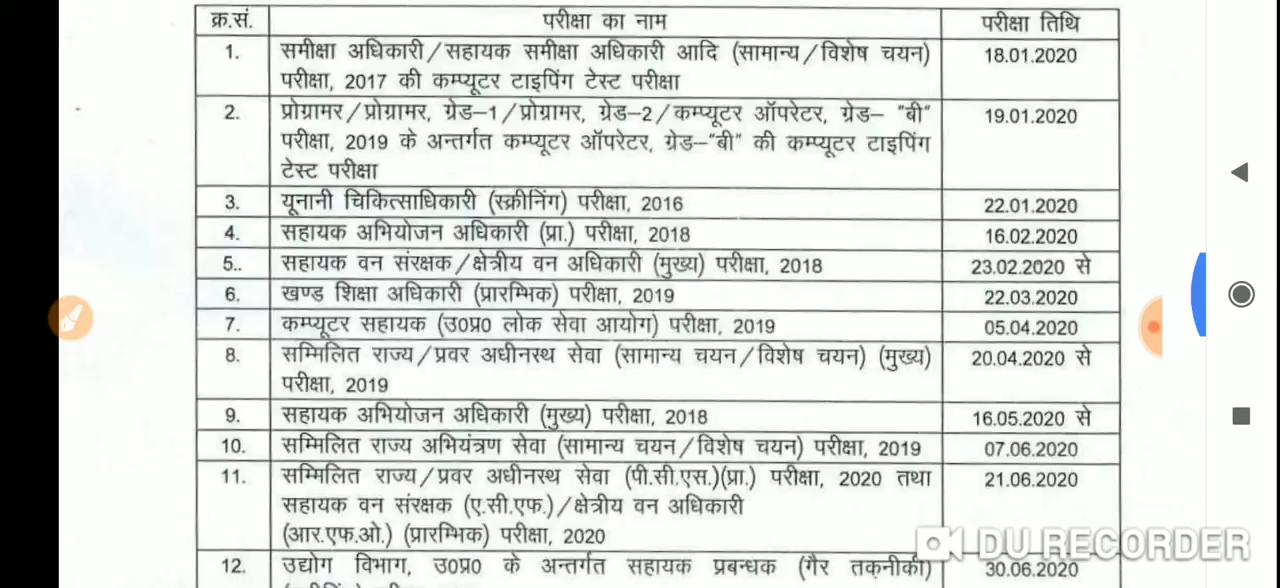 क्र.सं. परीक्षा का नाम परीक्षा तिथि
1. समीक्षा अधिकारी/सहायक समीक्षा अधिकारी आदि (सामान्य/विशेष चयन) 18.01.2020
परीक्षा, 2017 की कम्प्यूटर टाइपिंग टेस्ट परीक्षा
2. प्रोग्रामर/प्रोग्रामर, ग्रेड-1/प्रोग्रामर, ग्रेड-2/कम्प्यूटर ऑपरेटर, ग्रेड- "बी" 19.01.2020
परीक्षा, 2019 के अन्तर्गत कम्प्यूटर ऑपरेटर, ग्रेड-"बी" की कम्प्यूटर टाइपिंग
टेस्ट परीक्षा
3. यूनानी चिकित्साधिकारी (स्क्रीनिंग) परीक्षा, 2016 22.01.2020
4. सहायक अभियोजन अधिकारी (प्रा.) परीक्षा, 2018 16.02.2020
5.. सहायक वन संरक्षक/क्षेत्रीय वन अधिकारी (मुख्य) परीक्षा, 2018 23.02.2020 से
6. खण्ड शिक्षा अधिकारी (प्रारम्भिक) परीक्षा, 2019 22.03.2020
7. कम्प्यूटर सहायक (उ0प्र0 लोक सेवा आयोग) परीक्षा, 2019 05.04.2020
8. सम्मिलित राज्य/प्रवर अधीनस्थ सेवा (सामान्य चयन/विशेष चयन) (मुख्य) 20.04.2020 से
परीक्षा, 2019
9. सहायक अभियोजन अधिकारी (मुख्य) परीक्षा, 2018 16.05.2020 से
10. सम्मिलित राज्य अभियंत्रण सेवा (सामान्य चयन/विशेष चयन) परीक्षा, 2019 07.06.2020
11. सम्मिलित राज्य/प्रवर अधीनस्थ सेवा (पी.सी.एस.)(प्रा.) परीक्षा, 2020 तथा 21.06.2020
सहायक वन संरक्षक (ए.सी.एफ.)/क्षेत्रीय वन अधिकारी
(आर.एफ.ओ.) (प्रारम्भिक) परीक्षा, 2020
DU RECORDER
12. उद्योग विभाग, उ0प्र0 के अन्तर्गत सहायक प्रबन्धक (गैर तकनीकी) 30.06.2020